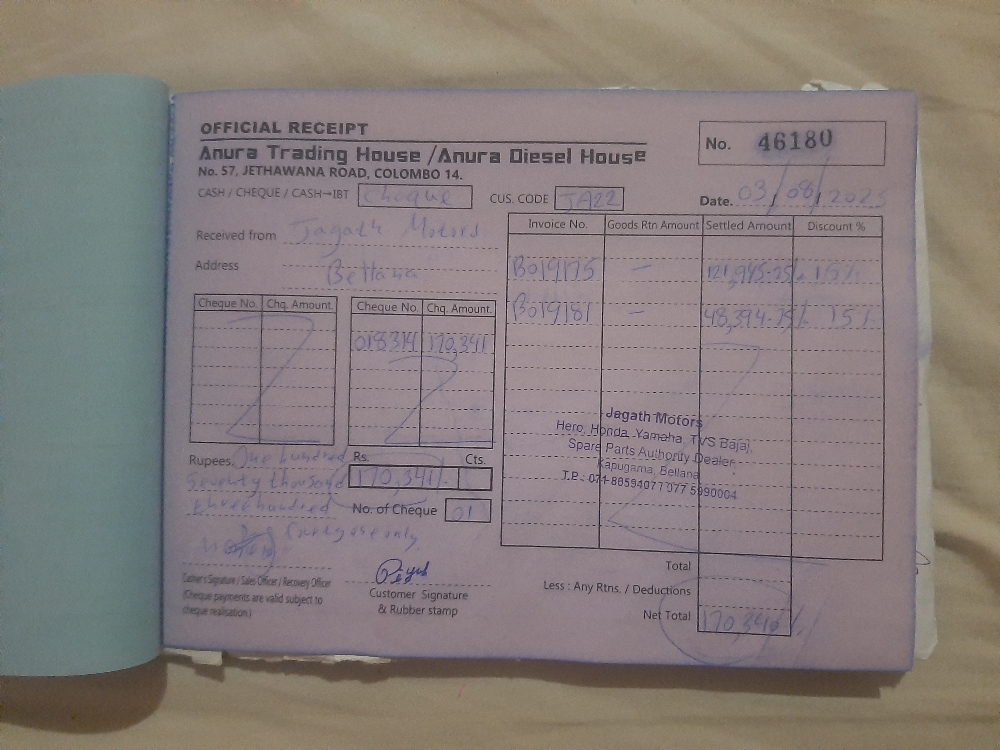 OFFICIAL RECEIPT
Anura Trading House /Anura Diesel House
No. 57, JETHAWANA ROAD, COLOMBO 14.
No. 46180
CASH / CHEQUE / CASH→IBT Cheque
CUS. CODE JA22
Date. 03/08/2023
Received from Jagath Motors
Address Bellana
Invoice No. Goods Rtn Amount Settled Amount Discount %
Bo19175 — 121,945-25/. 15%
Bo19181 — 48,394-75/. 15%
Cheque No. Chq. Amount. Cheque No. Chq. Amount.
018314 170,341
Jagath Motors
Hero, Honda, Yamaha, TVS Bajaj,
Spare Parts Authority Dealer,
Kapugama, Bellana
Rupees. One hundred
seventy thousand
three hundred
Rs. Cts.
170,341/.
No. of Cheque 01
only
Cashier's Signature / Sales Officer / Recovery Officer
(Cheque payments are valid subject to
cheque realisation.)
Customer Signature
& Rubber stamp
Total
Less : Any Rtns. / Deductions
Net Total